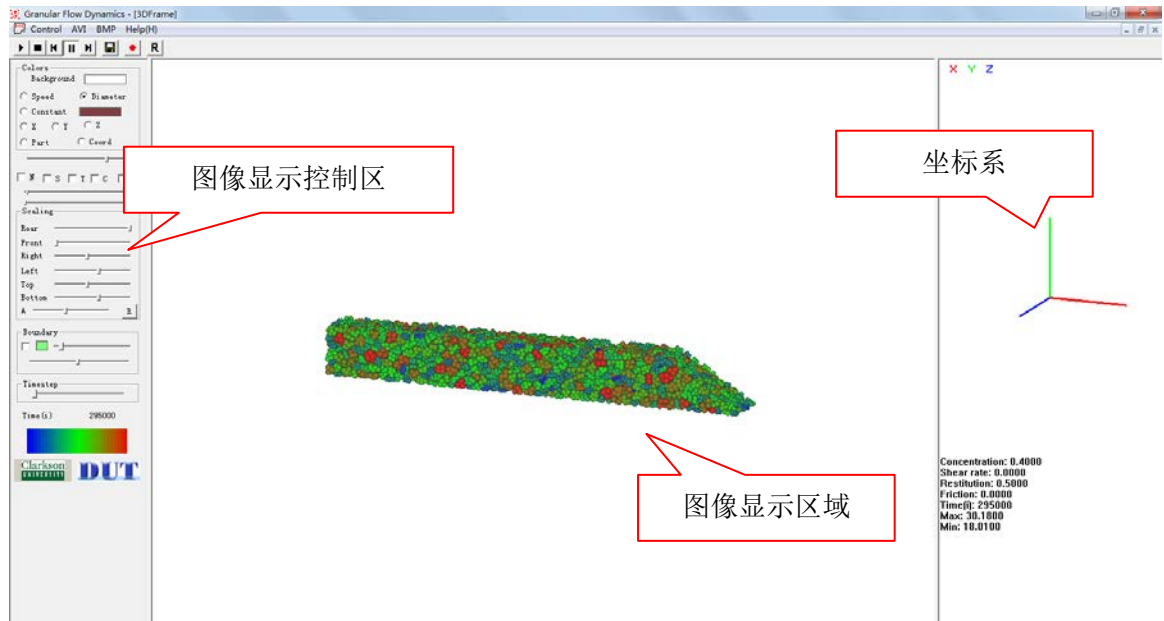 Granular Flow Dynamics - [3DFrame]
Control AVI BMP Help(H)
R
Colors
Background
Speed Diameter
Constant
X Y Z
Part Coord
S T C
Scaling
Rear
Front
Right
Left
Top
Bottom
A R
Boundary
Timestep
Time(i) 295000
Clarkson
UNIVERSITY
DUT
图像显示控制区
图像显示区域
X Y Z
坐标系
Concentration: 0.4000
Shear rate: 0.0000
Restitution: 0.5000
Friction: 0.0000
Time(i): 295000
Max: 30.1800
Min: 18.0100